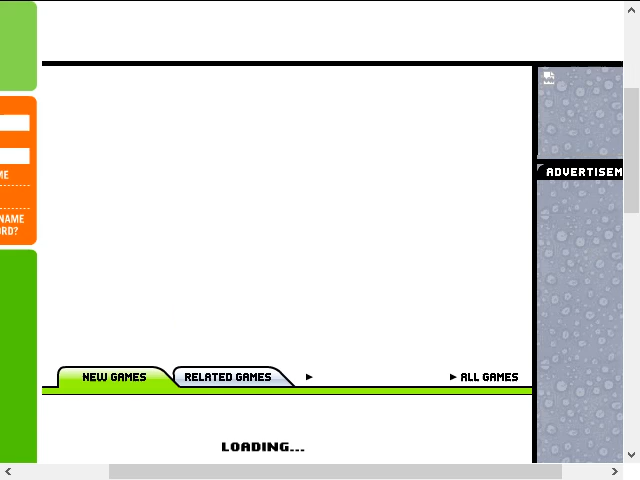 ME
NAME
ORD?
ADVERTISEM
NEW GAMES
RELATED GAMES
ALL GAMES
LOADING...